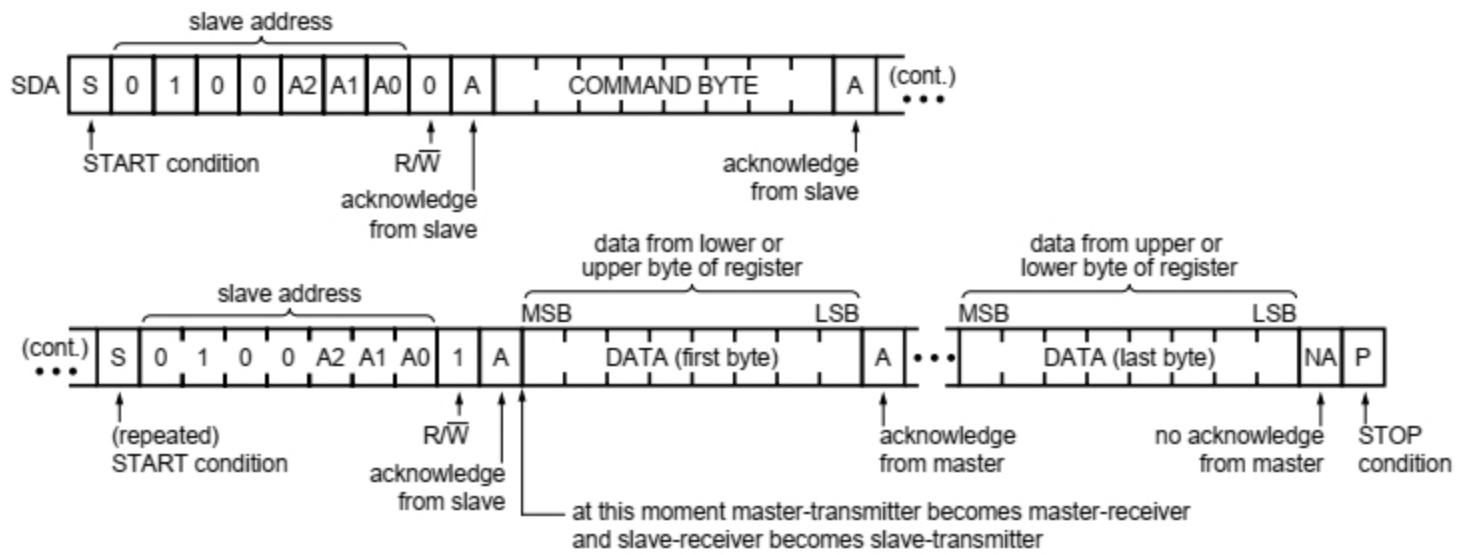 slave address
SDA S 0 1 0 0 A2 A1 A0 0 A COMMAND BYTE A (cont.)
START condition
R/W̅
acknowledge
from slave
acknowledge
from slave
data from lower or
upper byte of register
data from upper or
lower byte of register
slave address
MSB LSB MSB LSB
(cont.) S 0 1 0 0 A2 A1 A0 1 A DATA (first byte) A DATA (last byte) NA P
(repeated)
START condition
R/W̅
acknowledge
from slave
acknowledge
from master
no acknowledge
from master
STOP
condition
at this moment master-transmitter becomes master-receiver
and slave-receiver becomes slave-transmitter